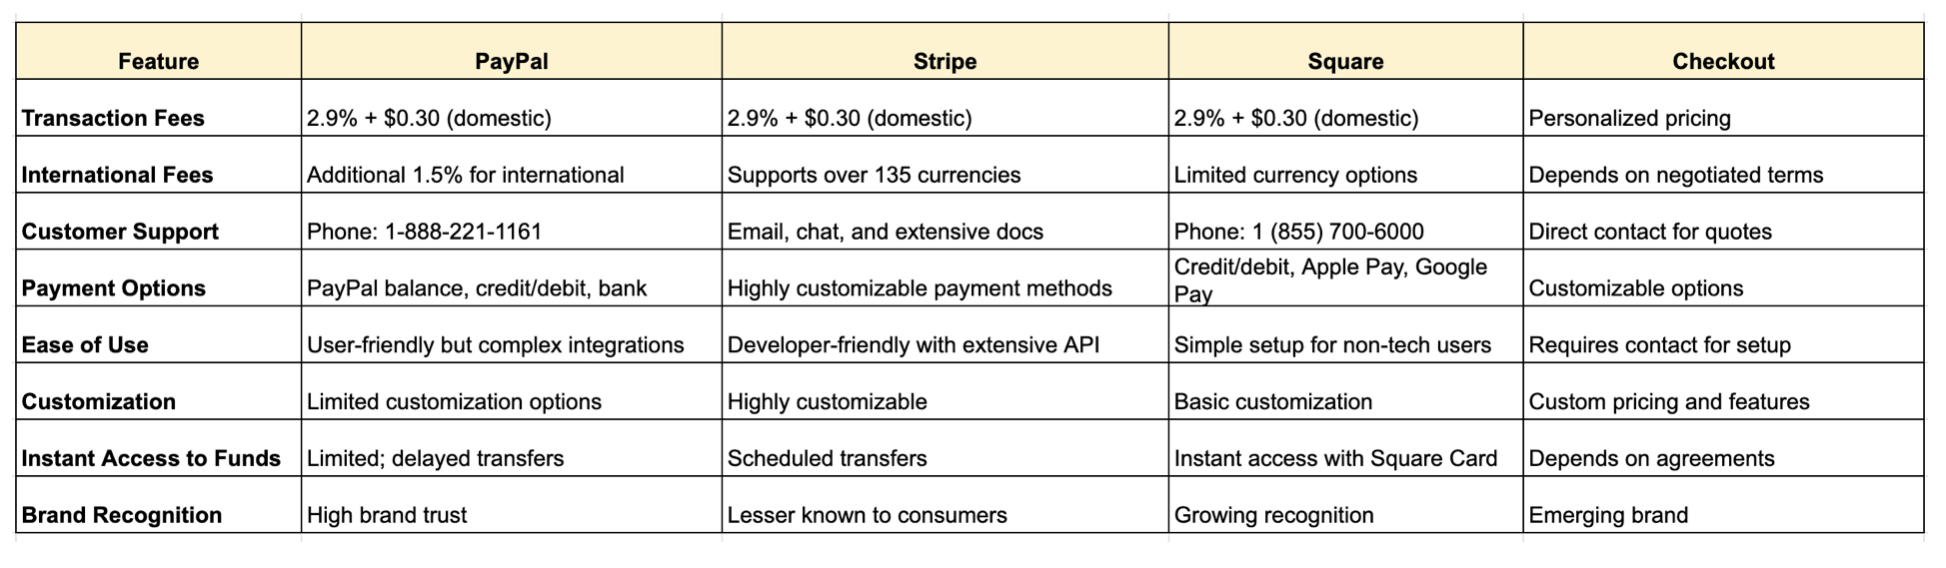 Feature PayPal Stripe Square Checkout
Transaction Fees 2.9% + $0.30 (domestic) 2.9% + $0.30 (domestic) 2.9% + $0.30 (domestic) Personalized pricing
International Fees Additional 1.5% for international Supports over 135 currencies Limited currency options Depends on negotiated terms
Customer Support Phone: 1-888-221-1161 Email, chat, and extensive docs Phone: 1 (855) 700-6000 Direct contact for quotes
Payment Options PayPal balance, credit/debit, bank Highly customizable payment methods Credit/debit, Apple Pay, Google
Pay Customizable options
Ease of Use User-friendly but complex integrations Developer-friendly with extensive API Simple setup for non-tech users Requires contact for setup
Customization Limited customization options Highly customizable Basic customization Custom pricing and features
Instant Access to Funds Limited; delayed transfers Scheduled transfers Instant access with Square Card Depends on agreements
Brand Recognition High brand trust Lesser known to consumers Growing recognition Emerging brand